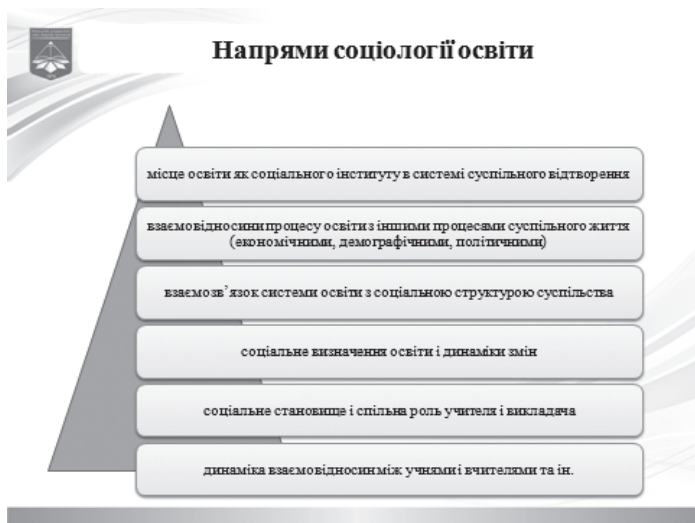 Напрями соціології освіти
місце освіти як соціального інституту в системі суспільного відтворення
взаємовідносини процесу освіти з іншими процесами суспільного життя
(економічними, демографічними, політичними)
взаємозв’язок системи освіти з соціальною структурою суспільства
соціальне визначення освіти і динаміки змін
соціальне становище і спільна роль учителя і викладача
динаміка взаємовідносин між учнями і вчителями та ін.